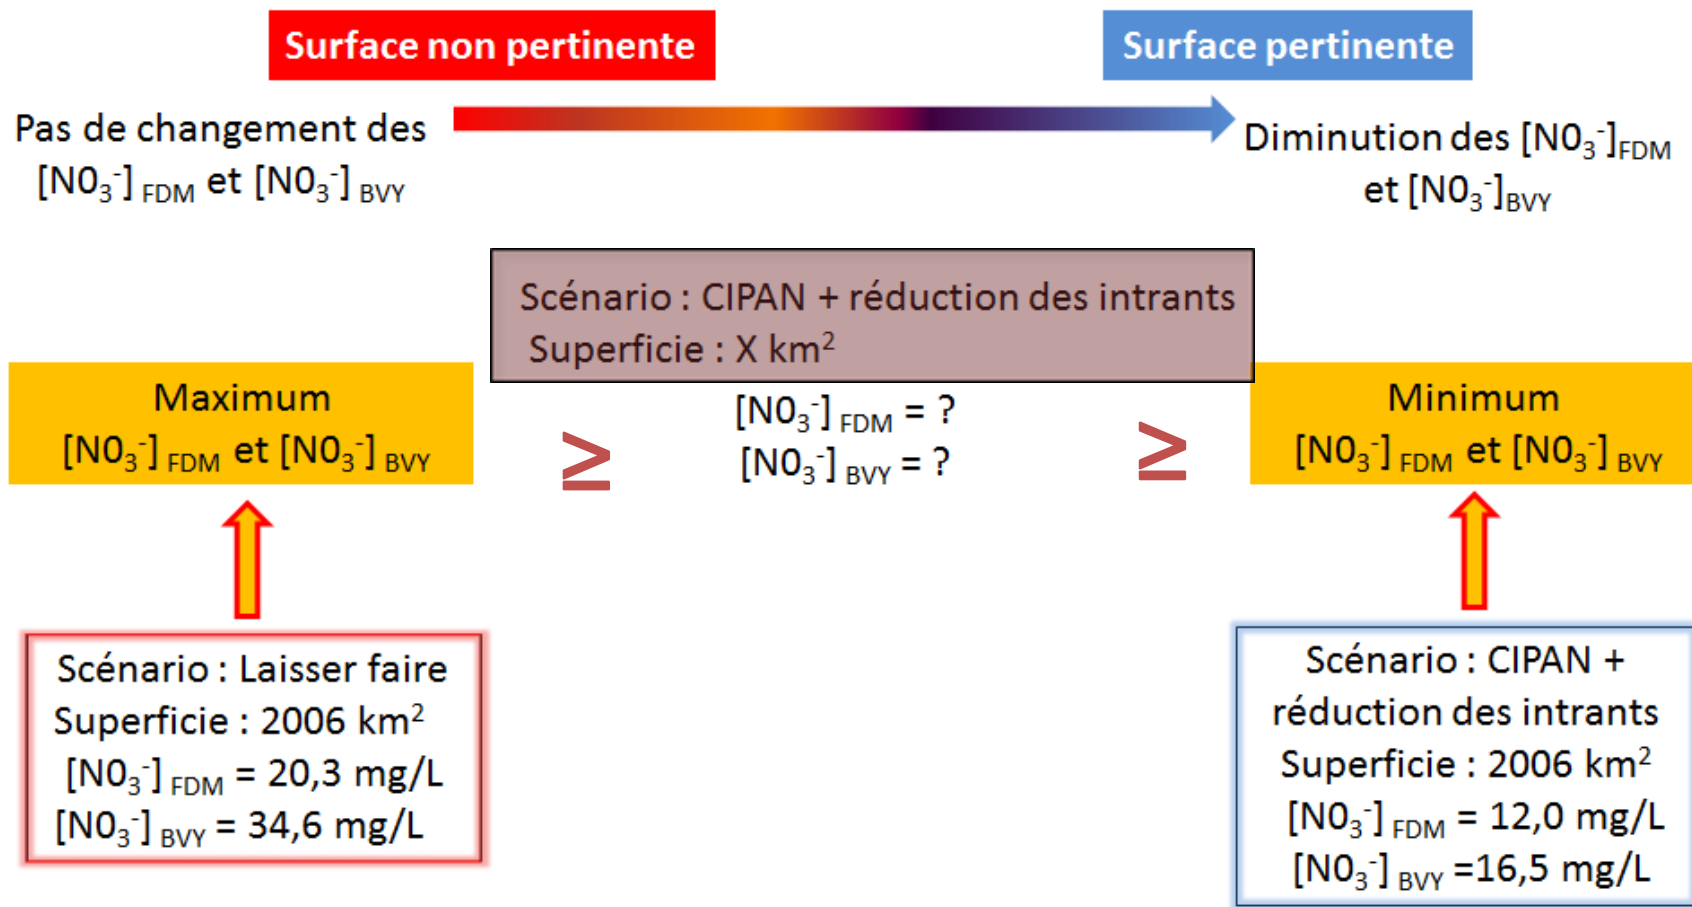 Surface non pertinente
Surface pertinente
Pas de changement des
[N0₃⁻] FDM et [N0₃⁻] BVY
Diminution des [N0₃⁻]FDM
et [N0₃⁻]BVY
Scénario : CIPAN + réduction des intrants
Superficie : X km²
Maximum
[N0₃⁻] FDM et [N0₃⁻] BVY
≥
[N0₃⁻] FDM = ?
[N0₃⁻] BVY = ?
≥
Minimum
[N0₃⁻] FDM et [N0₃⁻] BVY
Scénario : Laisser faire
Superficie : 2006 km²
[N0₃⁻] FDM = 20,3 mg/L
[N0₃⁻] BVY = 34,6 mg/L
Scénario : CIPAN +
réduction des intrants
Superficie : 2006 km²
[N0₃⁻] FDM = 12,0 mg/L
[N0₃⁻] BVY =16,5 mg/L